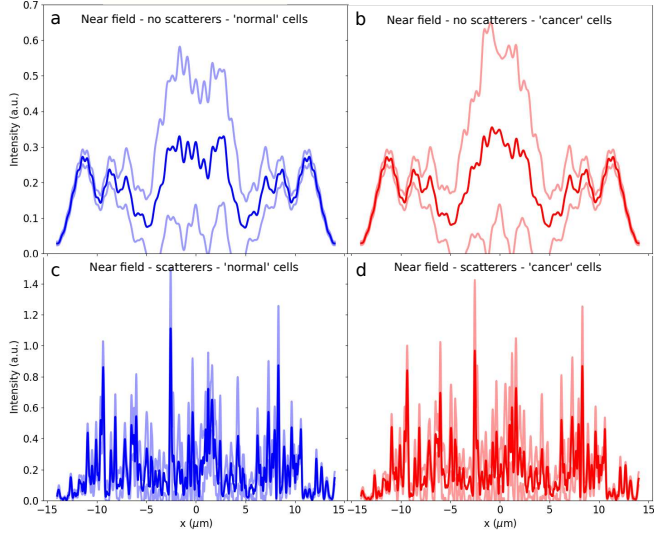 a Near field - no scatterers - 'normal' cells
b Near field - no scatterers - 'cancer' cells
0.7
0.6
0.5
0.4
0.3
0.2
0.1
0.0
Intensity (a.u.)
c Near field - scatterers - 'normal' cells
d Near field - scatterers - 'cancer' cells
1.4
1.2
1.0
0.8
0.6
0.4
0.2
0.0
Intensity (a.u.)
−15 −10 −5 0 5 10 15
−15 −10 −5 0 5 10 15
x (μm)
x (μm)